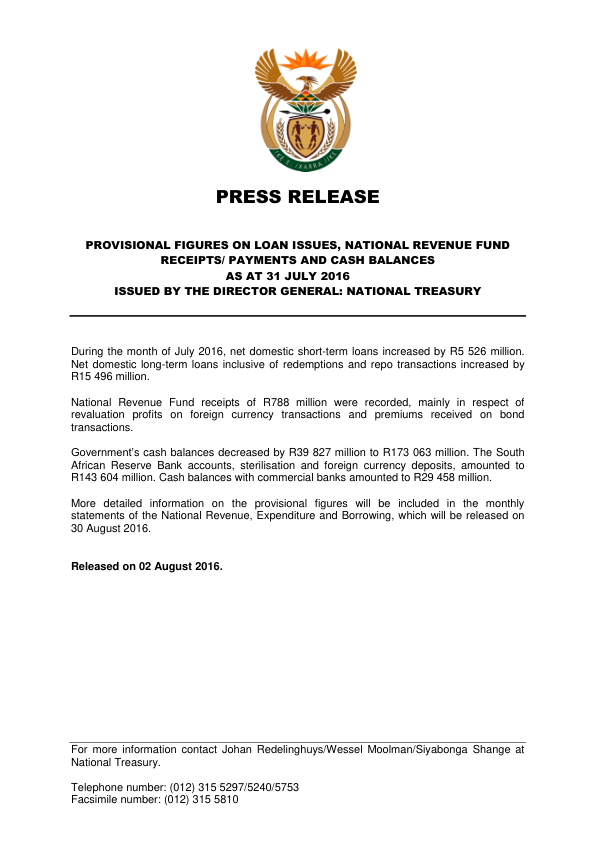 !KE E: /XARRA //KE
PRESS RELEASE
PROVISIONAL FIGURES ON LOAN ISSUES, NATIONAL REVENUE FUND
RECEIPTS/ PAYMENTS AND CASH BALANCES
AS AT 31 JULY 2016
ISSUED BY THE DIRECTOR GENERAL: NATIONAL TREASURY
During the month of July 2016, net domestic short-term loans increased by R5 526 million.
Net domestic long-term loans inclusive of redemptions and repo transactions increased by
R15 496 million.
National Revenue Fund receipts of R788 million were recorded, mainly in respect of
revaluation profits on foreign currency transactions and premiums received on bond
transactions.
Government's cash balances decreased by R39 827 million to R173 063 million. The South
African Reserve Bank accounts, sterilisation and foreign currency deposits, amounted to
R143 604 million. Cash balances with commercial banks amounted to R29 458 million.
More detailed information on the provisional figures will be included in the monthly
statements of the National Revenue, Expenditure and Borrowing, which will be released on
30 August 2016.
Released on 02 August 2016.
For more information contact Johan Redelinghuys/Wessel Moolman/Siyabonga Shange at
National Treasury.
Telephone number: (012) 315 5297/5240/5753
Facsimile number: (012) 315 5810